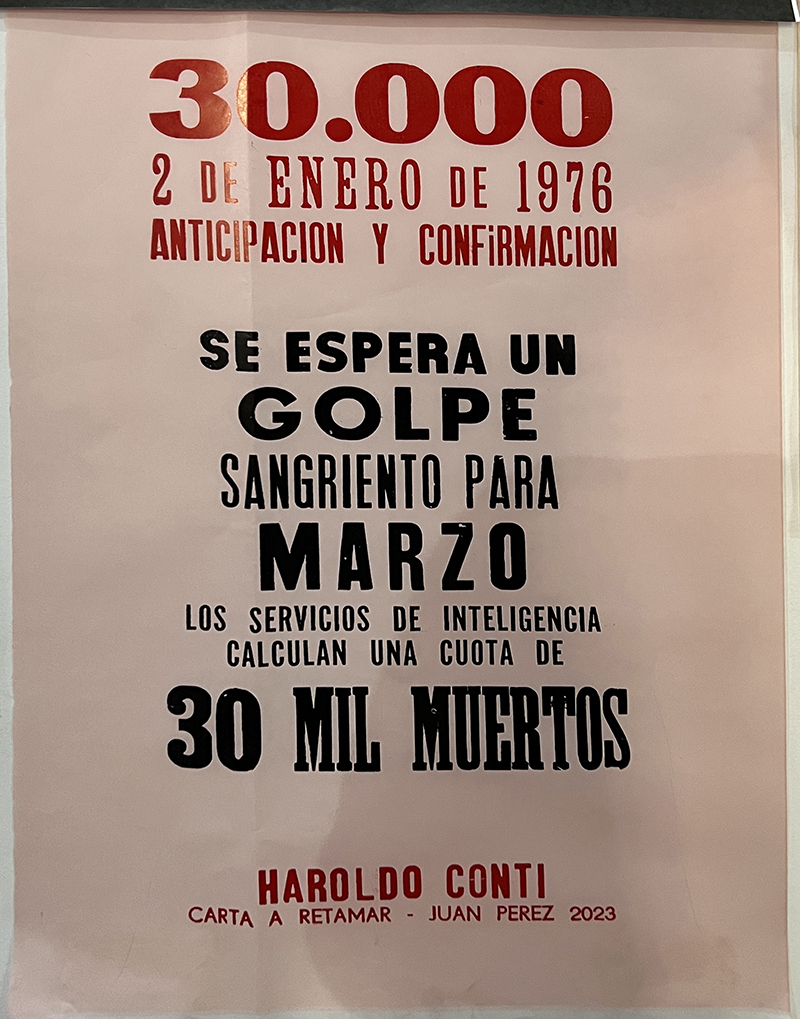 30.000
2 DE ENERO DE 1976
ANTICIPACION Y CONFiRMACION
SE ESPERA UN
GOLPE
SANGRIENTO PARA
MARZO
LOS SERVICIOS DE INTELIGENCIA
CALCULAN UNA CUOTA DE
30 MIL MUERTOS
HAROLDO CONTI
CARTA A RETAMAR - JUAN PEREZ 2023